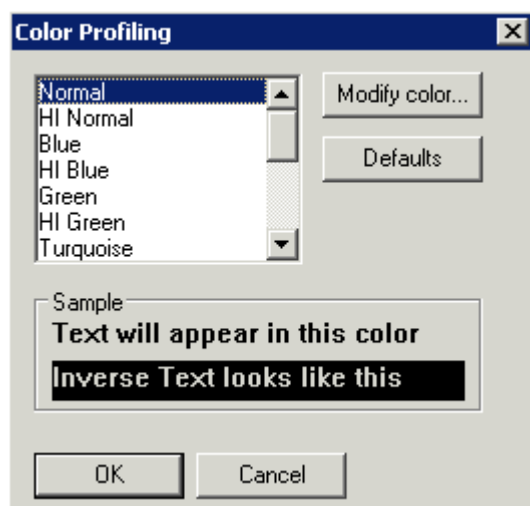 Color Profiling
Normal
HI Normal
Blue
HI Blue
Green
HI Green
Turquoise
Modify color...
Defaults
Sample
Text will appear in this color
Inverse Text looks like this
OK
Cancel